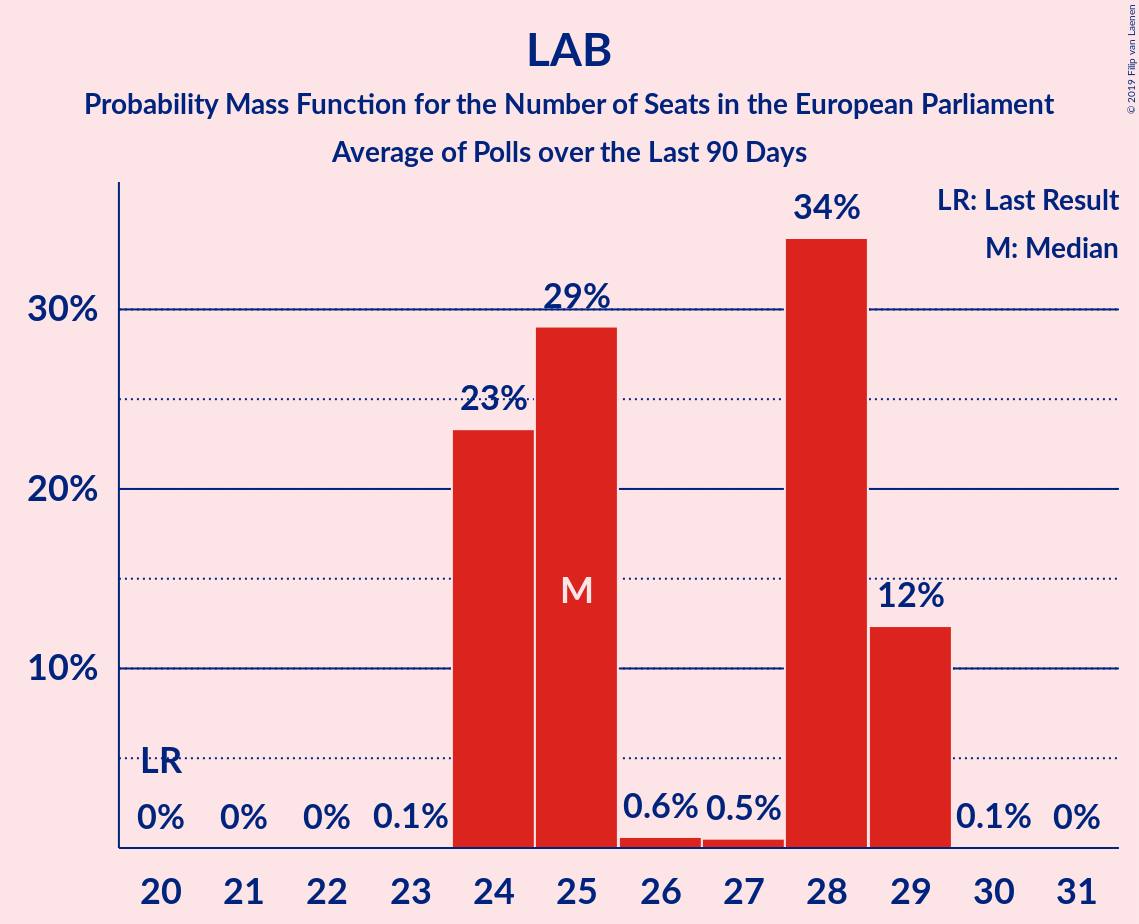 LAB
Probability Mass Function for the Number of Seats in the European Parliament
Average of Polls over the Last 90 Days
© 2019 Filip van Laenen
LR: Last Result
M: Median
34%
29%
30%
23%
20%
M
12%
10%
LR
0% 0% 0% 0.1% 0.6% 0.5% 0.1% 0%
20 21 22 23 24 25 26 27 28 29 30 31